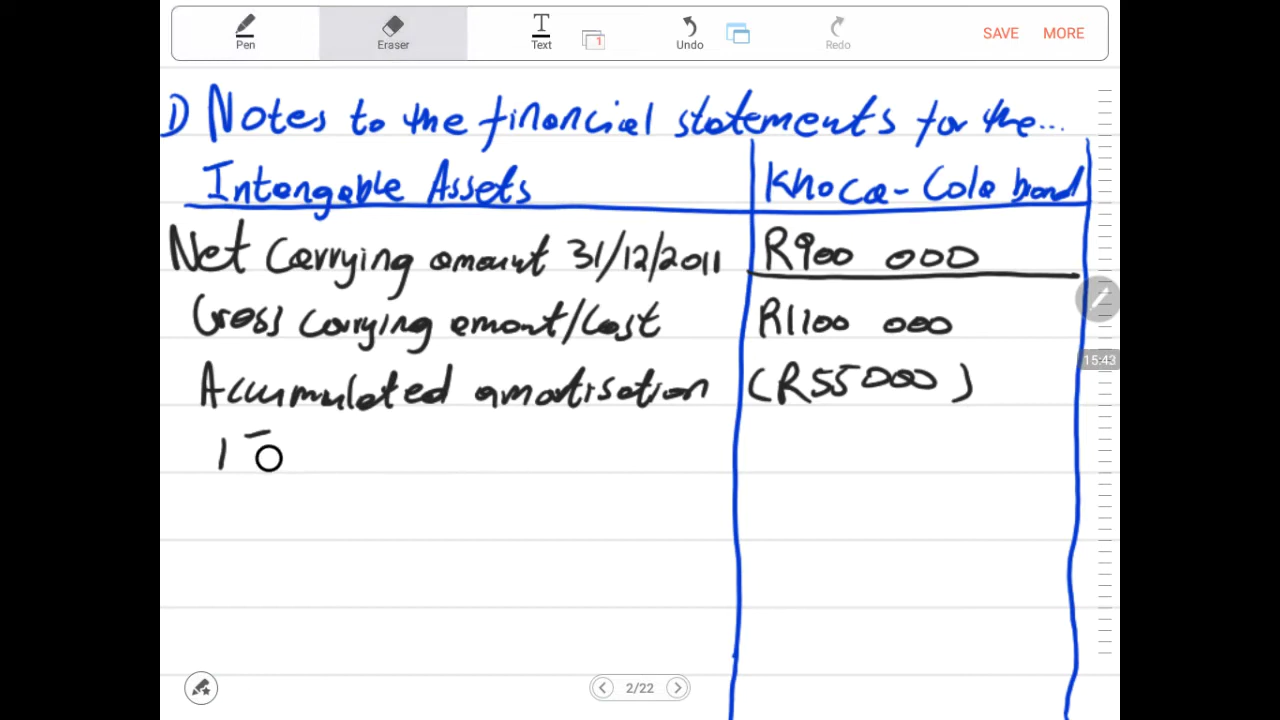 Pen
Eraser
Text
1
Undo
Redo
SAVE
MORE
1) Notes to the financial statements for the...
Intangable Assets
Khoca-Cola brand
Net Carrying amount 31/12/2011
R900 000
Gross Carrying amount/Cost
R1100 000
Accumulated amortisation
(R55000)
15:43
2/22